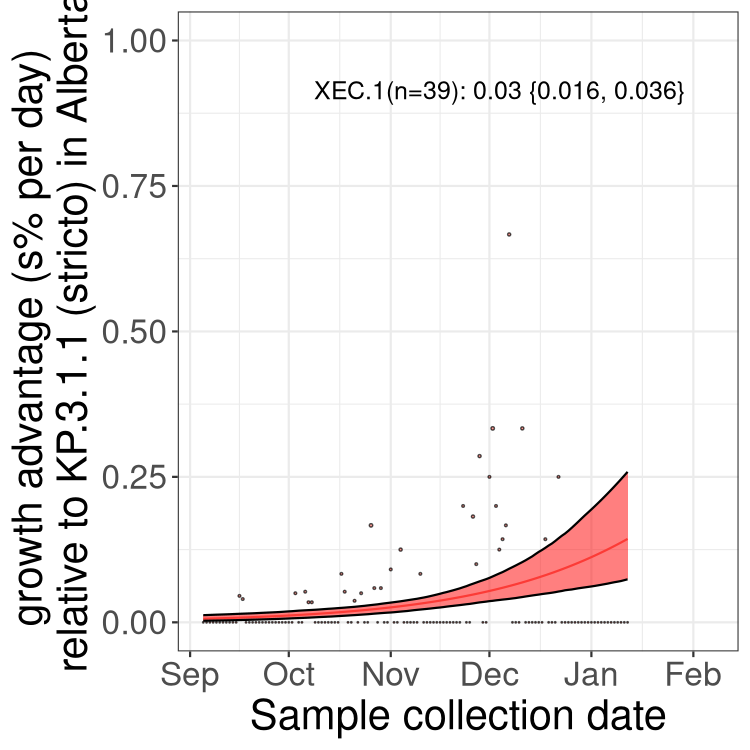 growth advantage (s% per day)
relative to KP.3.1.1 (stricto) in Alberta
1.00
0.75
0.50
0.25
0.00
XEC.1(n=39): 0.03 {0.016, 0.036}
Sep Oct Nov Dec Jan Feb
Sample collection date